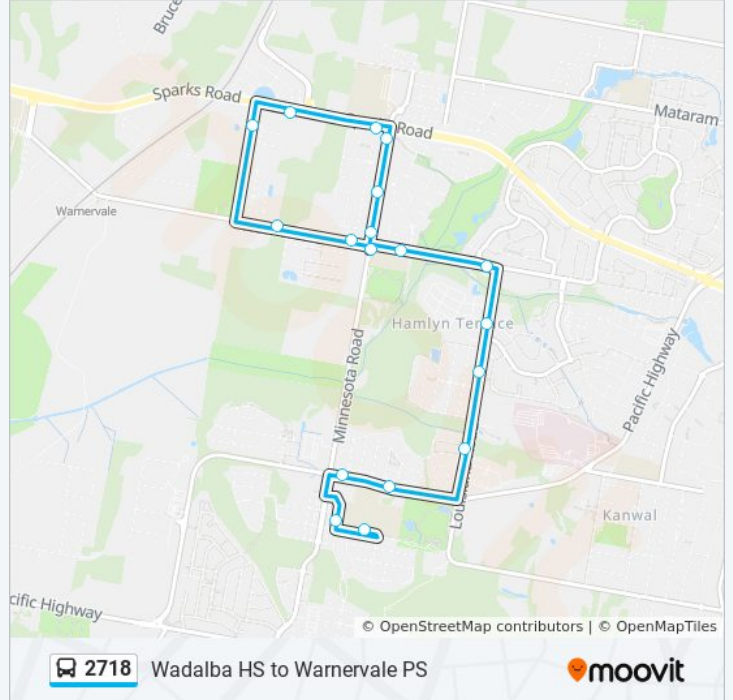 Bruce
Sparks Road
Road
Mataram
Warnervale
Hamlyn Terrace
Minnesota Road
Pacific Highway
Loui
Kanwal
cific Highway
© OpenStreetMap contributors | © OpenMapTiles
2718 Wadalba HS to Warnervale PS
moovit